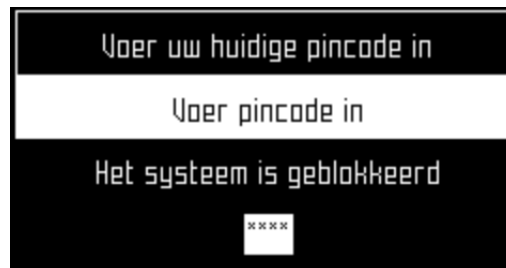 Voer uw huidige pincode in
Voer pincode in
Het systeem is geblokkeerd
****